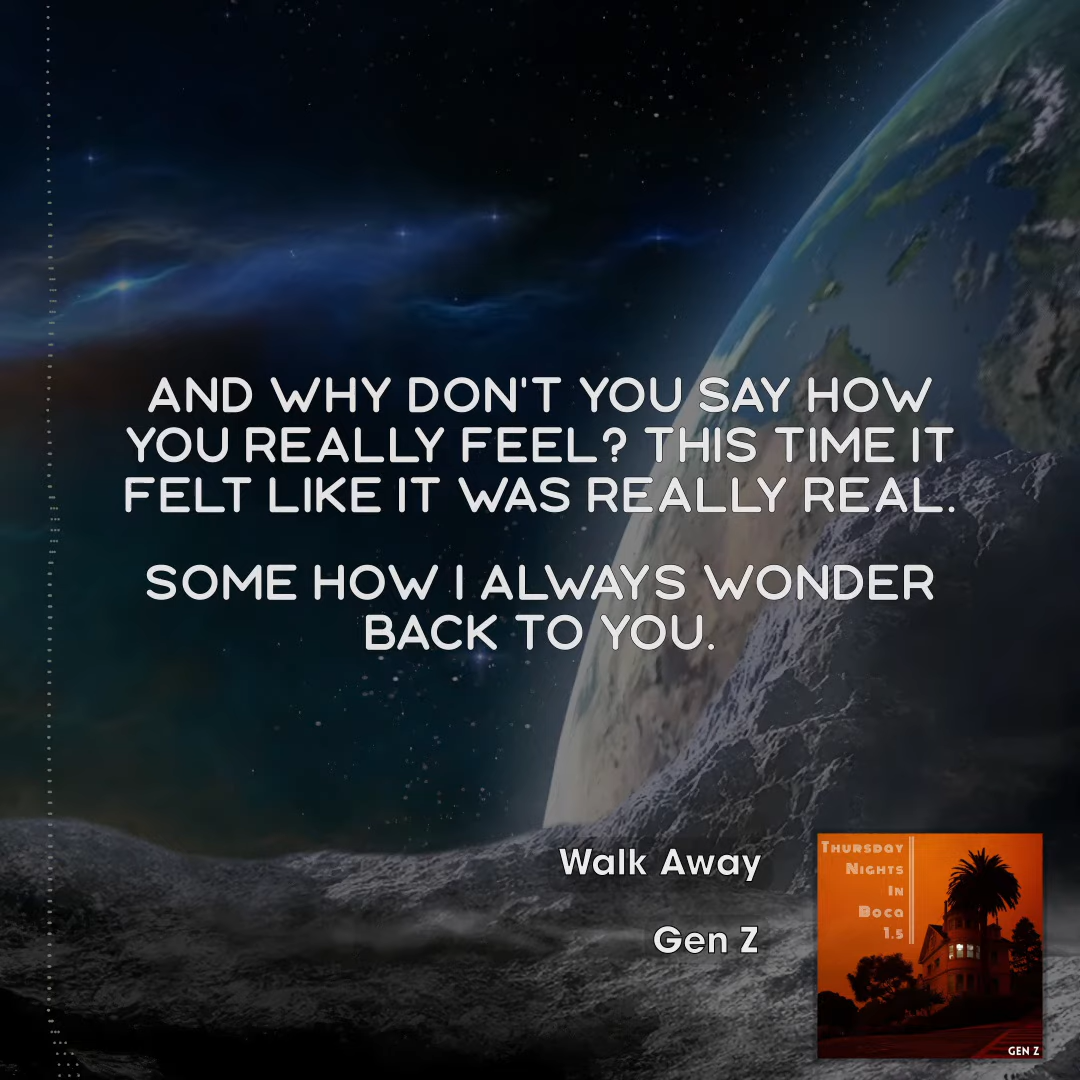 AND WHY DON'T YOU SAY HOW
YOU REALLY FEEL? THIS TIME IT
FELT LIKE IT WAS REALLY REAL.
SOME HOW I ALWAYS WONDER
BACK TO YOU.
Walk Away
Gen Z
Thursday
Nights
In
Boca
1.5
GEN Z